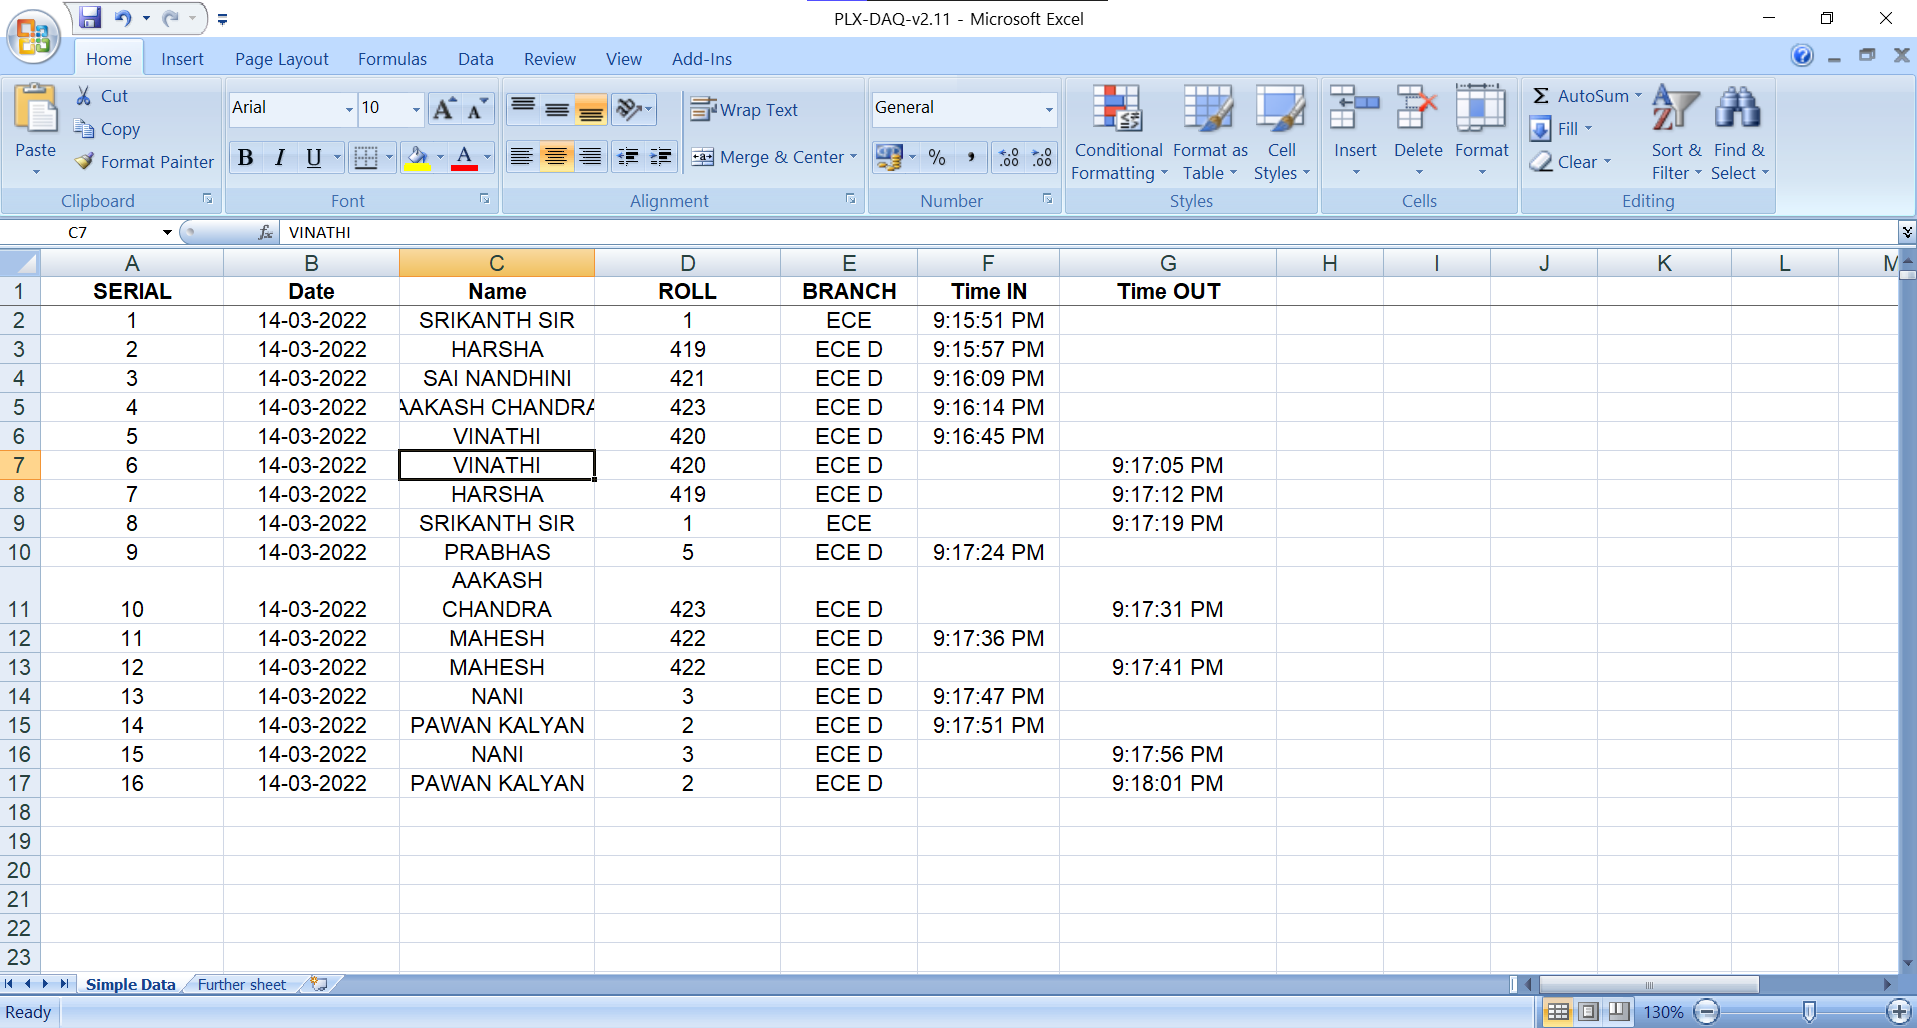 PLX-DAQ-v2.11 - Microsoft Excel
Home Insert Page Layout Formulas Data Review View Add-Ins
Paste
Cut
Copy
Format Painter
Clipboard
Arial 10
B I U
Font
Wrap Text
Merge & Center
Alignment
General
Number
Conditional Formatting
Format as Table
Cell Styles
Styles
Insert Delete Format
Cells
Σ AutoSum
Fill
Clear
Sort & Filter
Find & Select
Editing
C7 fx VINATHI
A B C D E F G H I J K L M
1 SERIAL Date Name ROLL BRANCH Time IN Time OUT
2 1 14-03-2022 SRIKANTH SIR 1 ECE 9:15:51 PM
3 2 14-03-2022 HARSHA 419 ECE D 9:15:57 PM
4 3 14-03-2022 SAI NANDHINI 421 ECE D 9:16:09 PM
5 4 14-03-2022 AAKASH CHANDRA 423 ECE D 9:16:14 PM
6 5 14-03-2022 VINATHI 420 ECE D 9:16:45 PM
7 6 14-03-2022 VINATHI 420 ECE D 9:17:05 PM
8 7 14-03-2022 HARSHA 419 ECE D 9:17:12 PM
9 8 14-03-2022 SRIKANTH SIR 1 ECE 9:17:19 PM
10 9 14-03-2022 PRABHAS 5 ECE D 9:17:24 PM
AAKASH
11 10 14-03-2022 CHANDRA 423 ECE D 9:17:31 PM
12 11 14-03-2022 MAHESH 422 ECE D 9:17:36 PM
13 12 14-03-2022 MAHESH 422 ECE D 9:17:41 PM
14 13 14-03-2022 NANI 3 ECE D 9:17:47 PM
15 14 14-03-2022 PAWAN KALYAN 2 ECE D 9:17:51 PM
16 15 14-03-2022 NANI 3 ECE D 9:17:56 PM
17 16 14-03-2022 PAWAN KALYAN 2 ECE D 9:18:01 PM
18
19
20
21
22
23
Simple Data Further sheet
Ready 130%